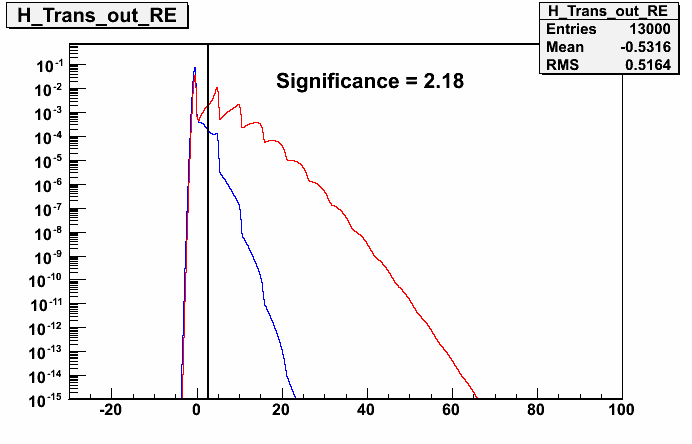 H_Trans_out_RE
H_Trans_out_RE
Entries 13000
Mean -0.5316
RMS 0.5164
Significance = 2.18
10⁻¹
10⁻²
10⁻³
10⁻⁴
10⁻⁵
10⁻⁶
10⁻⁷
10⁻⁸
10⁻⁹
10⁻¹⁰
10⁻¹¹
10⁻¹²
10⁻¹³
10⁻¹⁴
10⁻¹⁵
-20 0 20 40 60 80 100